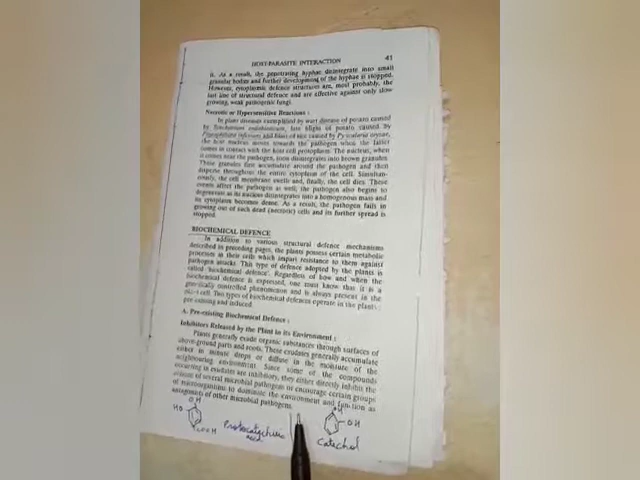 HOST-PARASITE INTERACTION 41
it. As a result, the penetrating hyphae disintegrate into small
granular bodies and further development of the hyphae is stopped.
However, cytoplasmic defence structures are, most probably, the
last line of structural defence and are affective against only slow
growing, weak pathogenic fungi.
Necrotic or Hypersensitive Reactions :
In plant diseases exemplified by wart disease of potato caused
by Synchytrium endobioticum, late blight of potato caused by
Phytophthora infestans and blast of rice caused by Pyricularia oryzae,
the host nucleus moves towards the pathogen when the latter
comes in contact with the host cell protoplasm. The nucleus, when
it comes near the pathogen, soon disintegrates into brown granules.
These granules first accumulate around the pathogen and then
disperse throughout the entire cytoplasm of the cell. Simultan-
eously, the cell membrane swells and, finally, the cell dies. These
events affect the pathogen as well; the pathogen also begins to
degenerate as its nucleus disintegrates into a homogenous mass and
its cytoplasm becomes dense. As a result, the pathogen fails in
growing out of such dead (necrotic) cells and its further spread is
stopped.
BIOCHEMICAL DEFENCE
In addition to various structural defence mechanisms
described in preceding pages, the plants possess certain metabolic
processes in their cells which impart resistance to them against
pathogen attacks. This type of defence adopted by the plants is
called 'biochemical defence'. Regardless of how and when the
biochemical defence is expressed, one must know that it is a
genetically controlled phenomenon and is always present in the
cell. Two types of biochemical defences operate in the plants :
pre-existing and induced.
A. Pre-existing Biochemical Defence :
Inhibitors Released by the Plant in its Environment :
Plants generally exude organic substances through surfaces of
above-ground parts and roots. These exudates generally accumulate
either in minute drops or diffuse in the moisture of the
neighbouring environment. Since some of the compounds
occurring in exudates are inhibitory, they either directly inhibit the
of several microbial pathogens or encourage certain groups
of microorganisms to dominate the environment and function as
antagonists of other microbial pathogens.
OH
HO
COOH
Protocatechuic
acid
OH
OH
Catechol